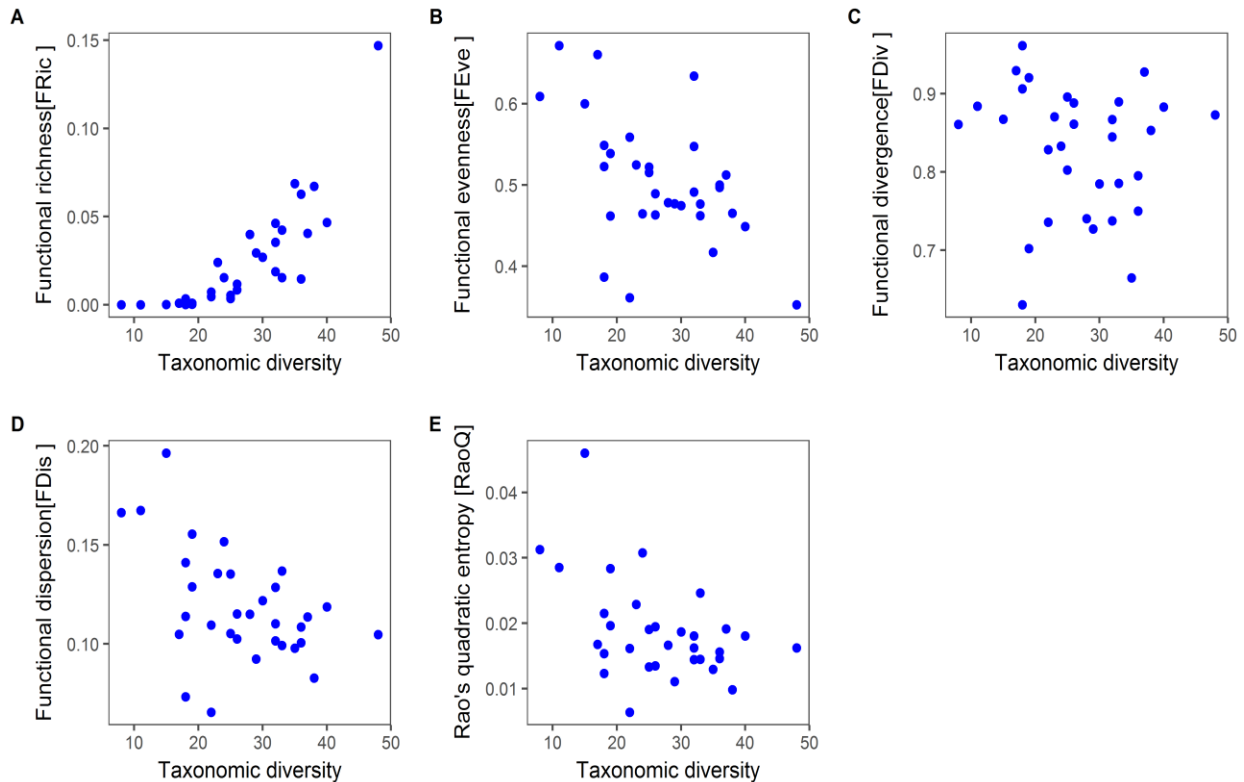 A
Functional richness[FRic ]
0.15
0.10
0.05
0.00
10 20 30 40 50
Taxonomic diversity
B
Functional evenness[FEve ]
0.6
0.5
0.4
10 20 30 40 50
Taxonomic diversity
C
Functional divergence[FDiv ]
0.9
0.8
0.7
10 20 30 40 50
Taxonomic diversity
D
Functional dispersion[FDis ]
0.20
0.15
0.10
10 20 30 40 50
Taxonomic diversity
E
Rao's quadratic entropy [RaoQ]
0.04
0.03
0.02
0.01
10 20 30 40 50
Taxonomic diversity